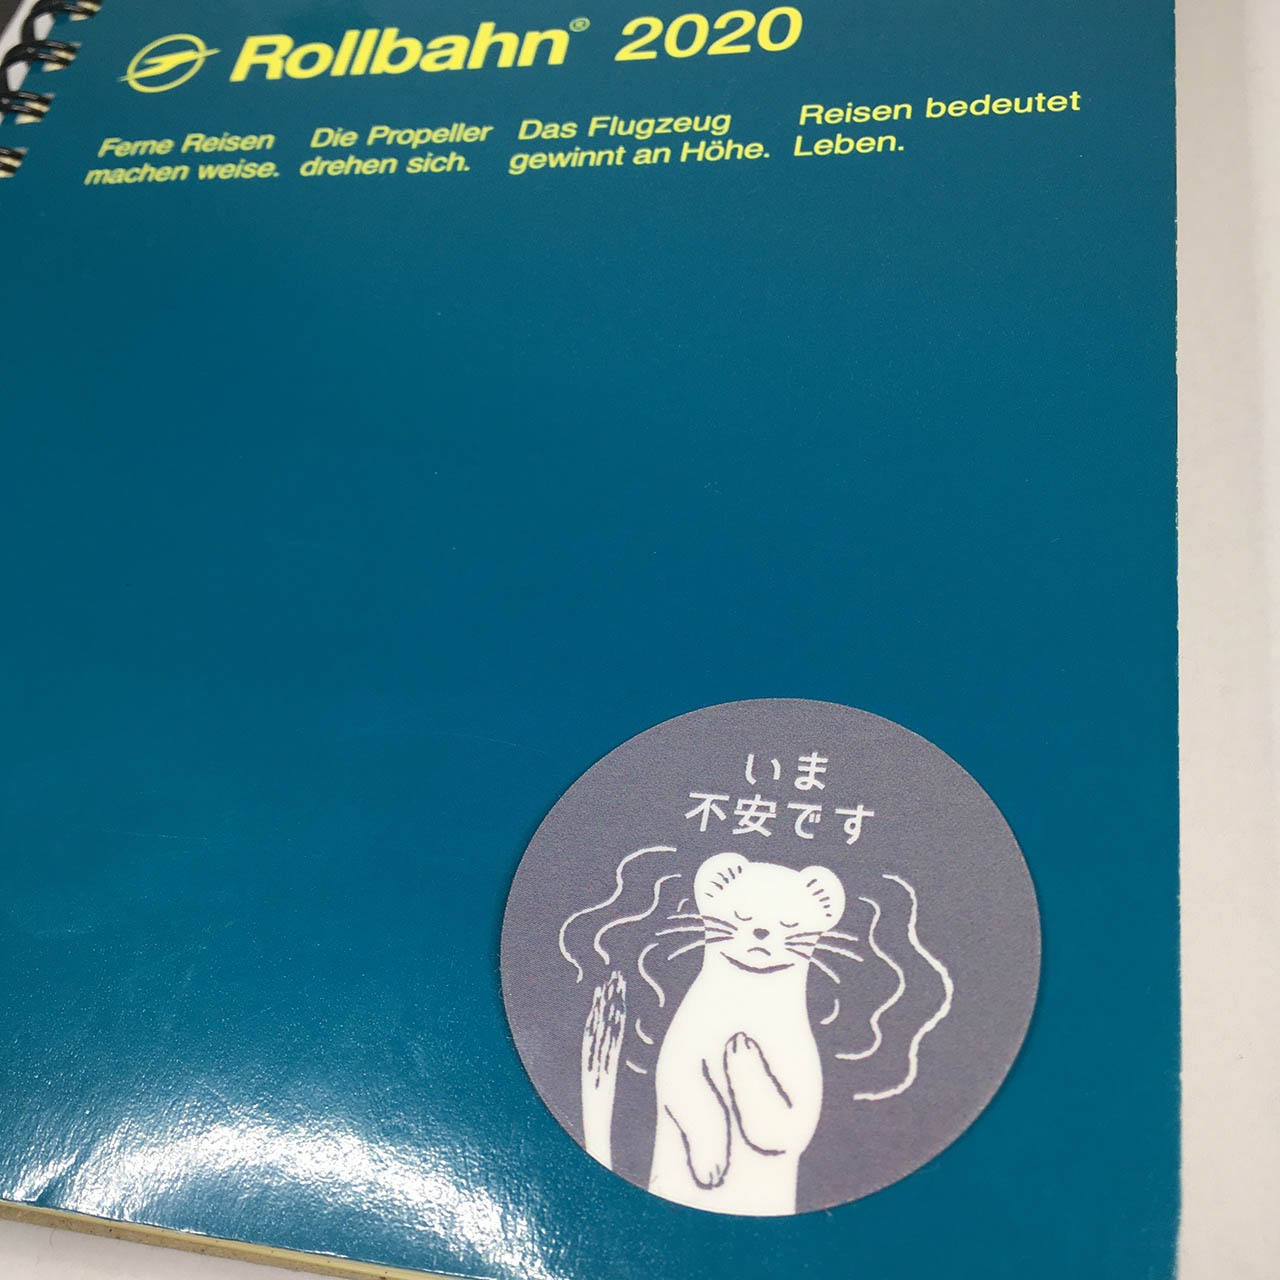 Rollbahn® 2020
Ferne Reisen
machen weise.
Die Propeller
drehen sich.
Das Flugzeug
gewinnt an Höhe.
Reisen bedeutet
Leben.
いま
不安です